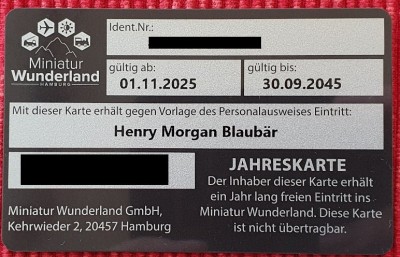 Miniatur
Wunderland
HAMBURG
Ident.Nr.:
gültig ab:
01.11.2025
gültig bis:
30.09.2045
Mit dieser Karte erhält gegen Vorlage des Personalausweises Eintritt:
Henry Morgan Blaubär
JAHRESKARTE
Der Inhaber dieser Karte erhält
ein Jahr lang freien Eintritt ins
Miniatur Wunderland. Diese Karte
ist nicht übertragbar.
Miniatur Wunderland GmbH,
Kehrwieder 2, 20457 Hamburg